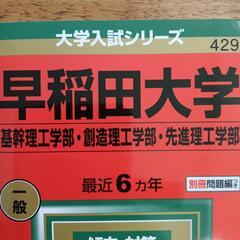 大学入試シリーズ
429
早稲田大学
基幹理工学部・創造理工学部・先進理工学部
最近6カ年
別冊問題編
一般